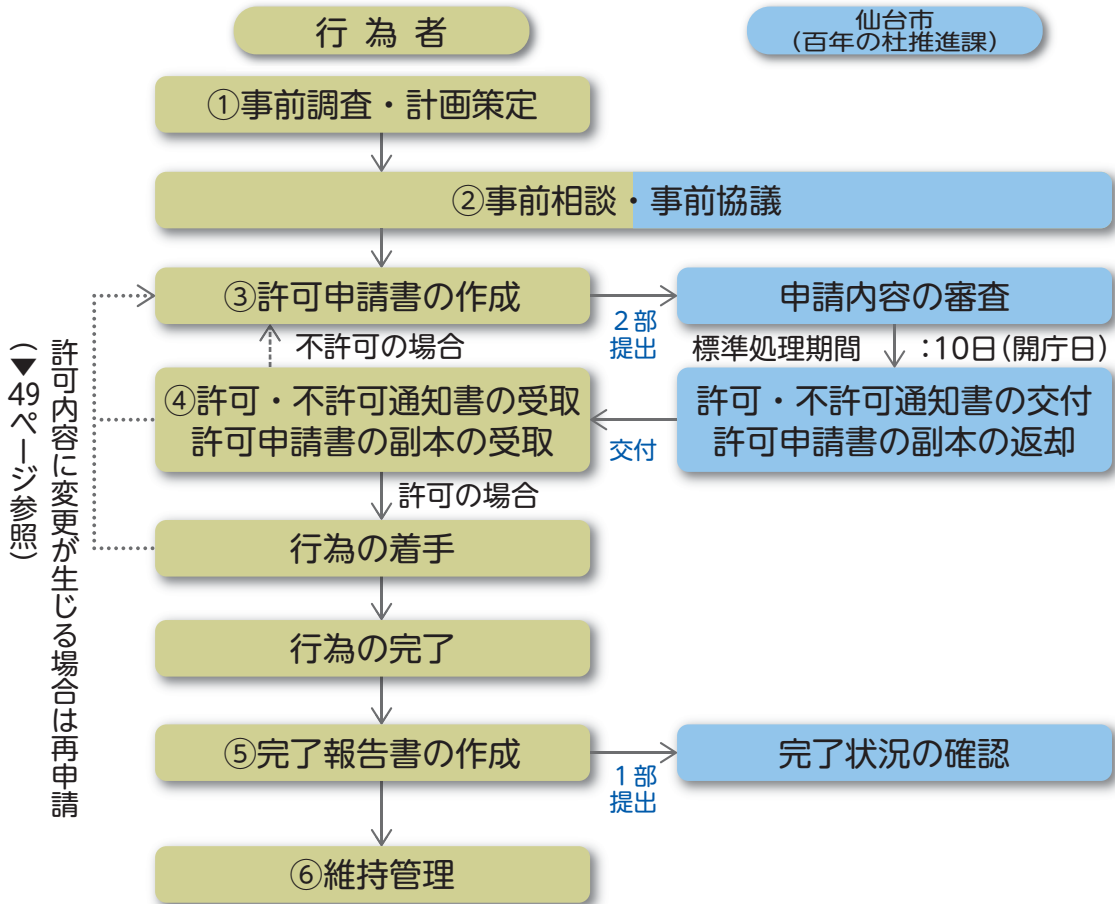 行為者
仙台市
(百年の杜推進課)
①事前調査・計画策定
②事前相談・事前協議
③許可申請書の作成
2部
提出
申請内容の審査
不許可の場合
標準処理期間 :10日(開庁日)
④許可・不許可通知書の受取
許可申請書の副本の受取
交付
許可・不許可通知書の交付
許可申請書の副本の返却
許可の場合
行為の着手
行為の完了
⑤完了報告書の作成
1部
提出
完了状況の確認
⑥維持管理
許可内容に変更が生じる場合は再申請
(▼49ページ参照)